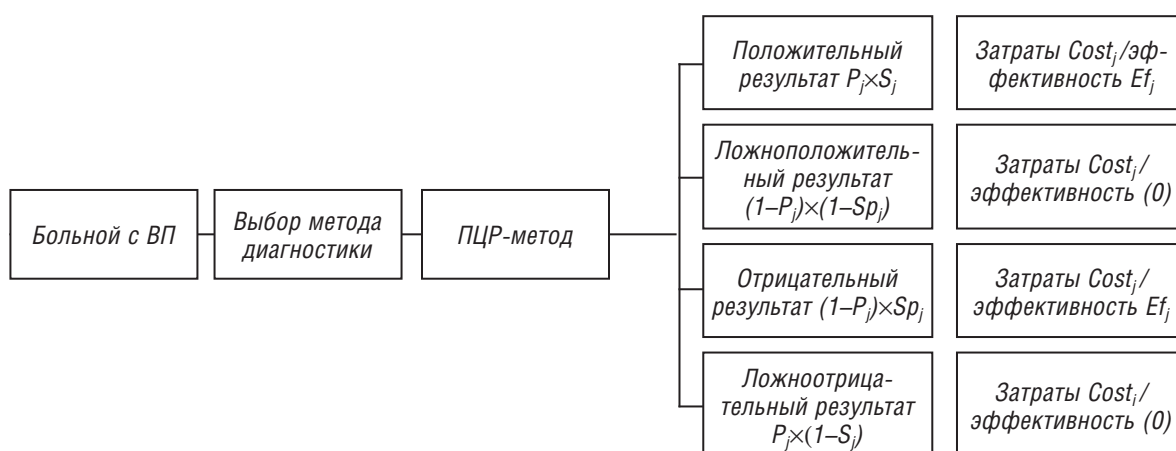 Больной с ВП
Выбор метода
диагностики
ПЦР-метод
Положительный
результат Pj×Sj
Затраты Costj/эф-
фективность Efj
Ложноположитель-
ный результат
(1–Pj)×(1–Spj)
Затраты Costj/
эффективность (0)
Отрицательный
результат (1–Pj)×Spj
Затраты Costj/
эффективность Efj
Ложноотрица-
тельный результат
Pj×(1–Sj)
Затраты Costj/
эффективность (0)